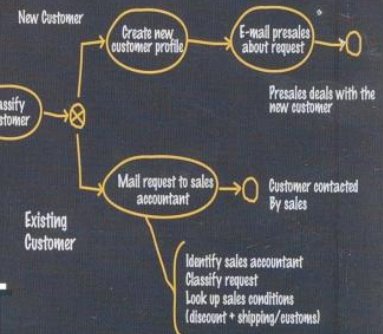 New Customer
Create new
customer profile
E-mail presales
about request
Presales deals with the
new customer
Mail request to sales
accountant
Customer contacted
By sales
Existing
Customer
Identify sales accountant
Classify request
Look up sales conditions
(discount + shipping/customs)